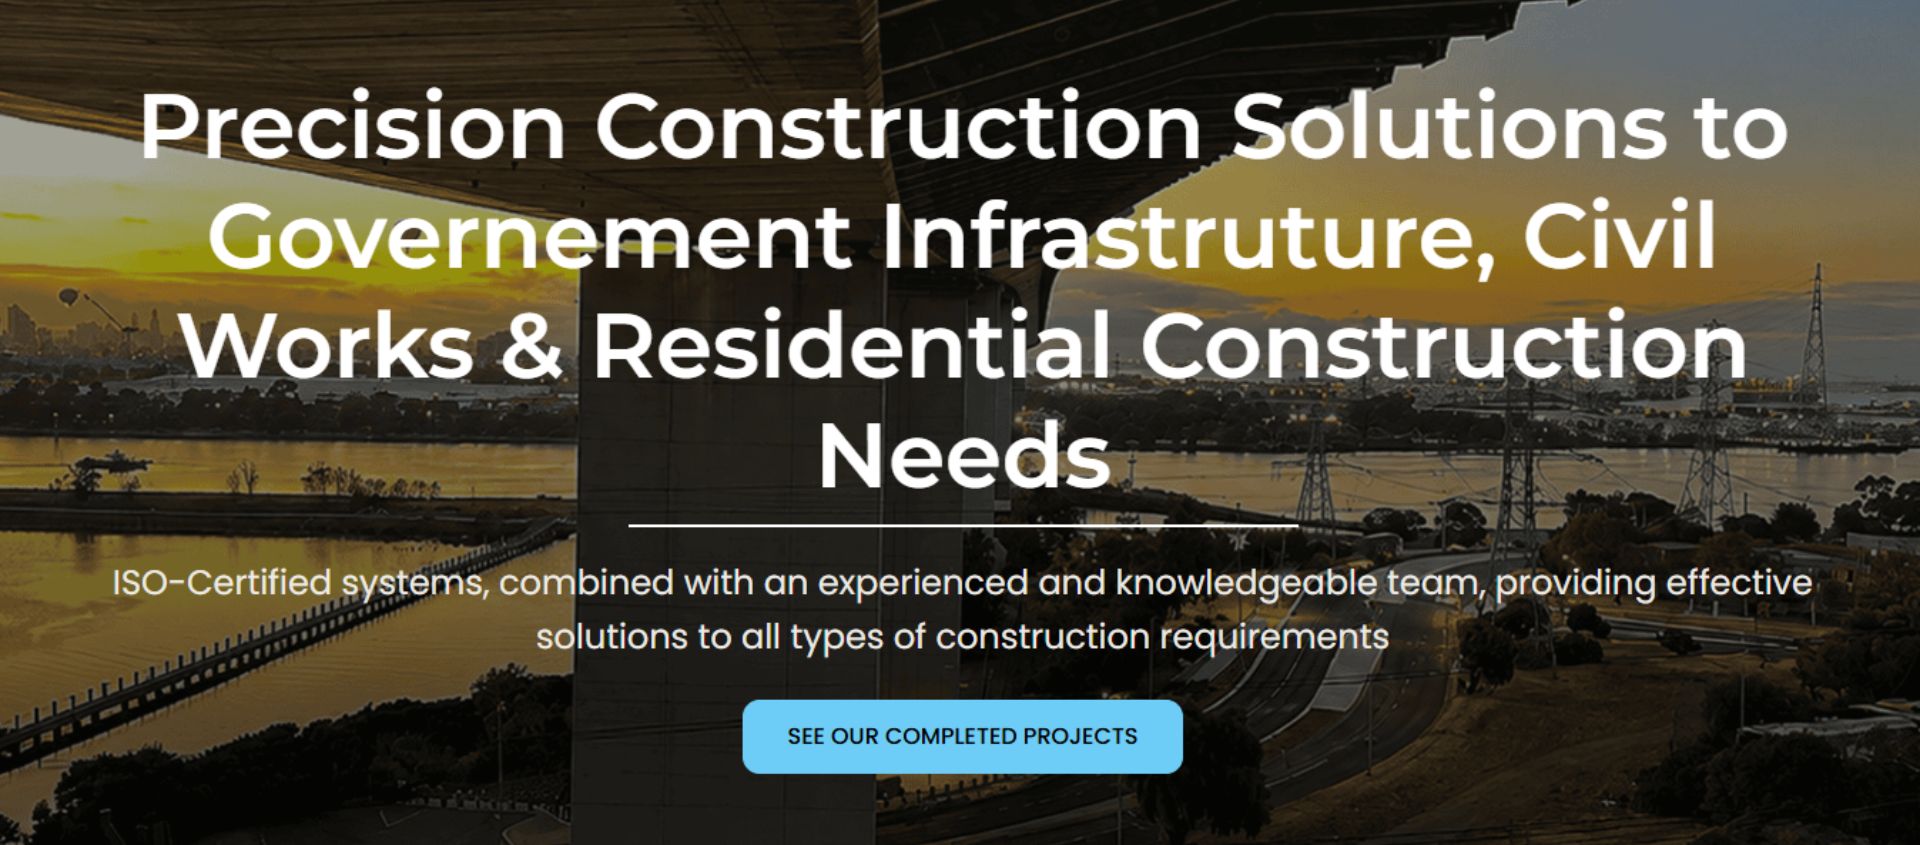 Precision Construction Solutions to
Governement Infrastruture, Civil
Works & Residential Construction
Needs
ISO-Certified systems, combined with an experienced and knowledgeable team, providing effective
solutions to all types of construction requirements
SEE OUR COMPLETED PROJECTS